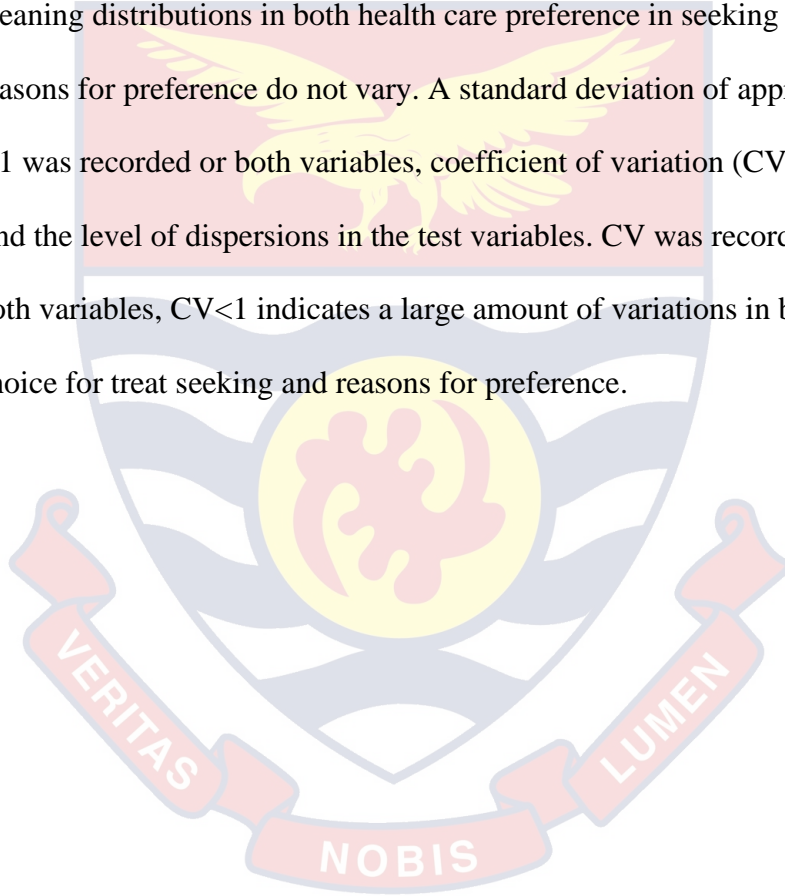 eaning distributions in both health care preference in seeking
asons for preference do not vary. A standard deviation of app
1 was recorded or both variables, coefficient of variation (CV
nd the level of dispersions in the test variables. CV was record
oth variables, CV<1 indicates a large amount of variations in b
hoice for treat seeking and reasons for preference.
VERITAS
NOBIS
LUMEN